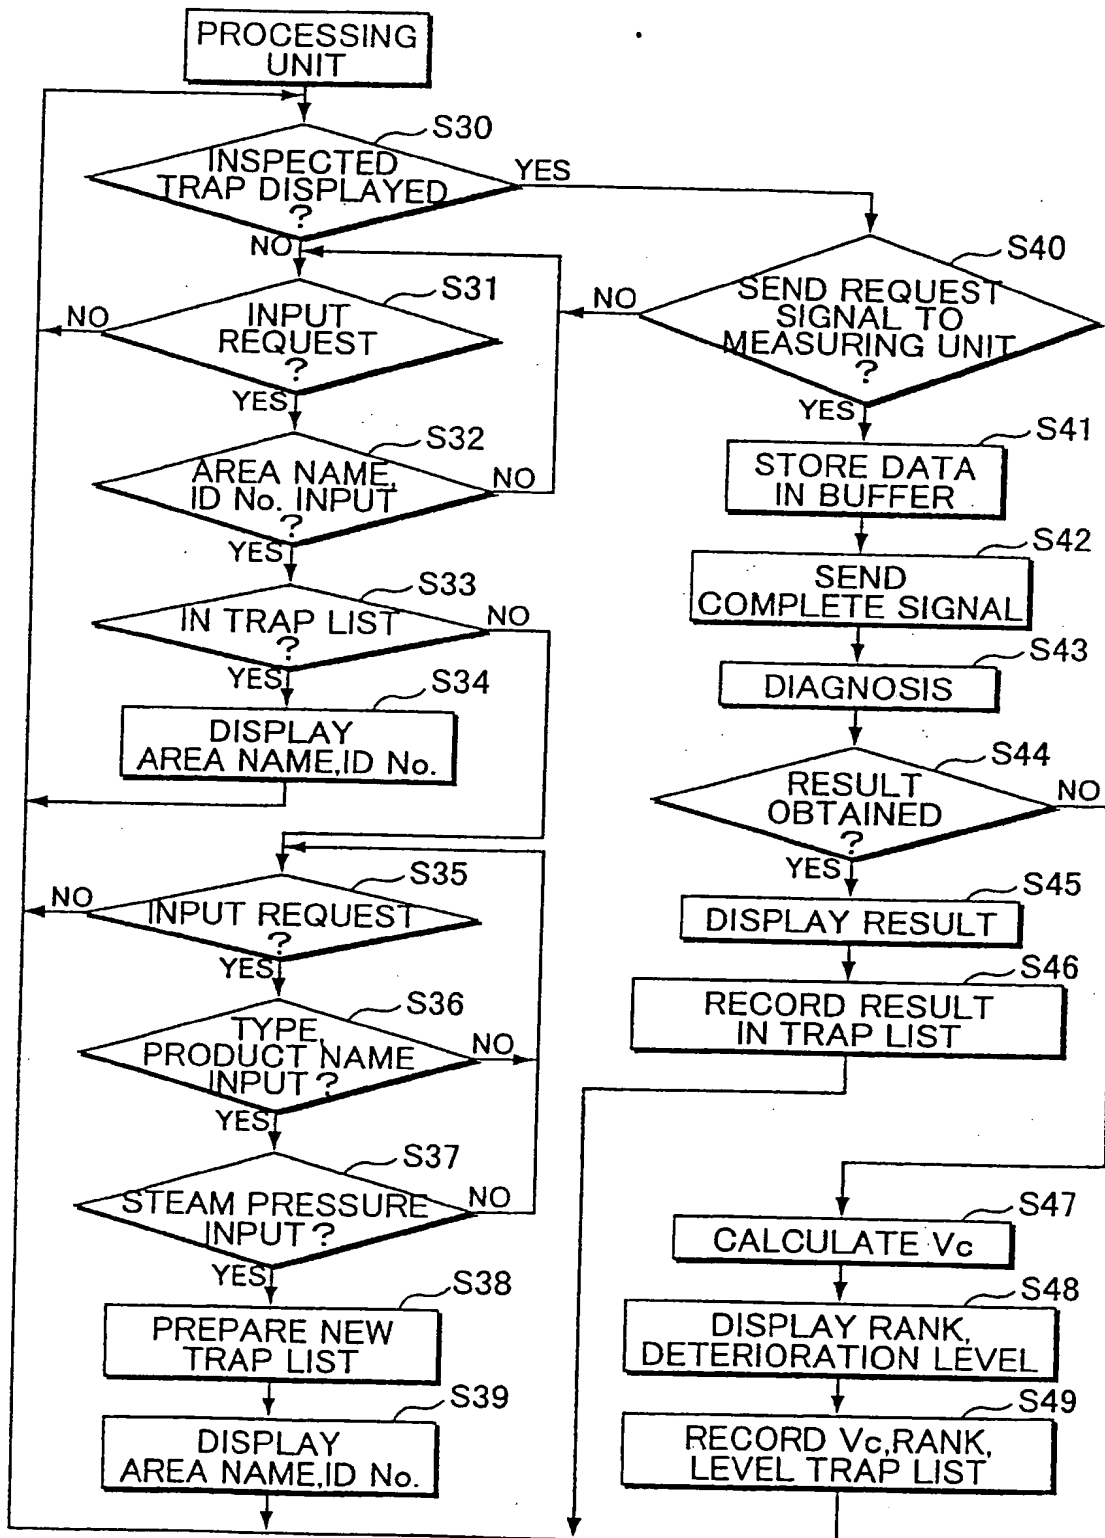 PROCESSING
UNIT
S30
INSPECTED
TRAP DISPLAYED
?
YES
NO
S31
INPUT
REQUEST
?
NO
YES
S32
AREA NAME,
ID No. INPUT
?
NO
YES
S33
IN TRAP LIST
?
NO
YES
S34
DISPLAY
AREA NAME,ID No.
S35
INPUT REQUEST
?
NO
YES
S36
TYPE,
PRODUCT NAME
INPUT ?
NO
YES
S37
STEAM PRESSURE
INPUT ?
NO
YES
S38
PREPARE NEW
TRAP LIST
S39
DISPLAY
AREA NAME,ID No.
S40
SEND REQUEST
SIGNAL TO
MEASURING UNIT
?
NO
YES
S41
STORE DATA
IN BUFFER
S42
SEND
COMPLETE SIGNAL
S43
DIAGNOSIS
S44
RESULT
OBTAINED
?
NO
YES
S45
DISPLAY RESULT
S46
RECORD RESULT
IN TRAP LIST
S47
CALCULATE Vc
S48
DISPLAY RANK,
DETERIORATION LEVEL
S49
RECORD Vc,RANK,
LEVEL TRAP LIST